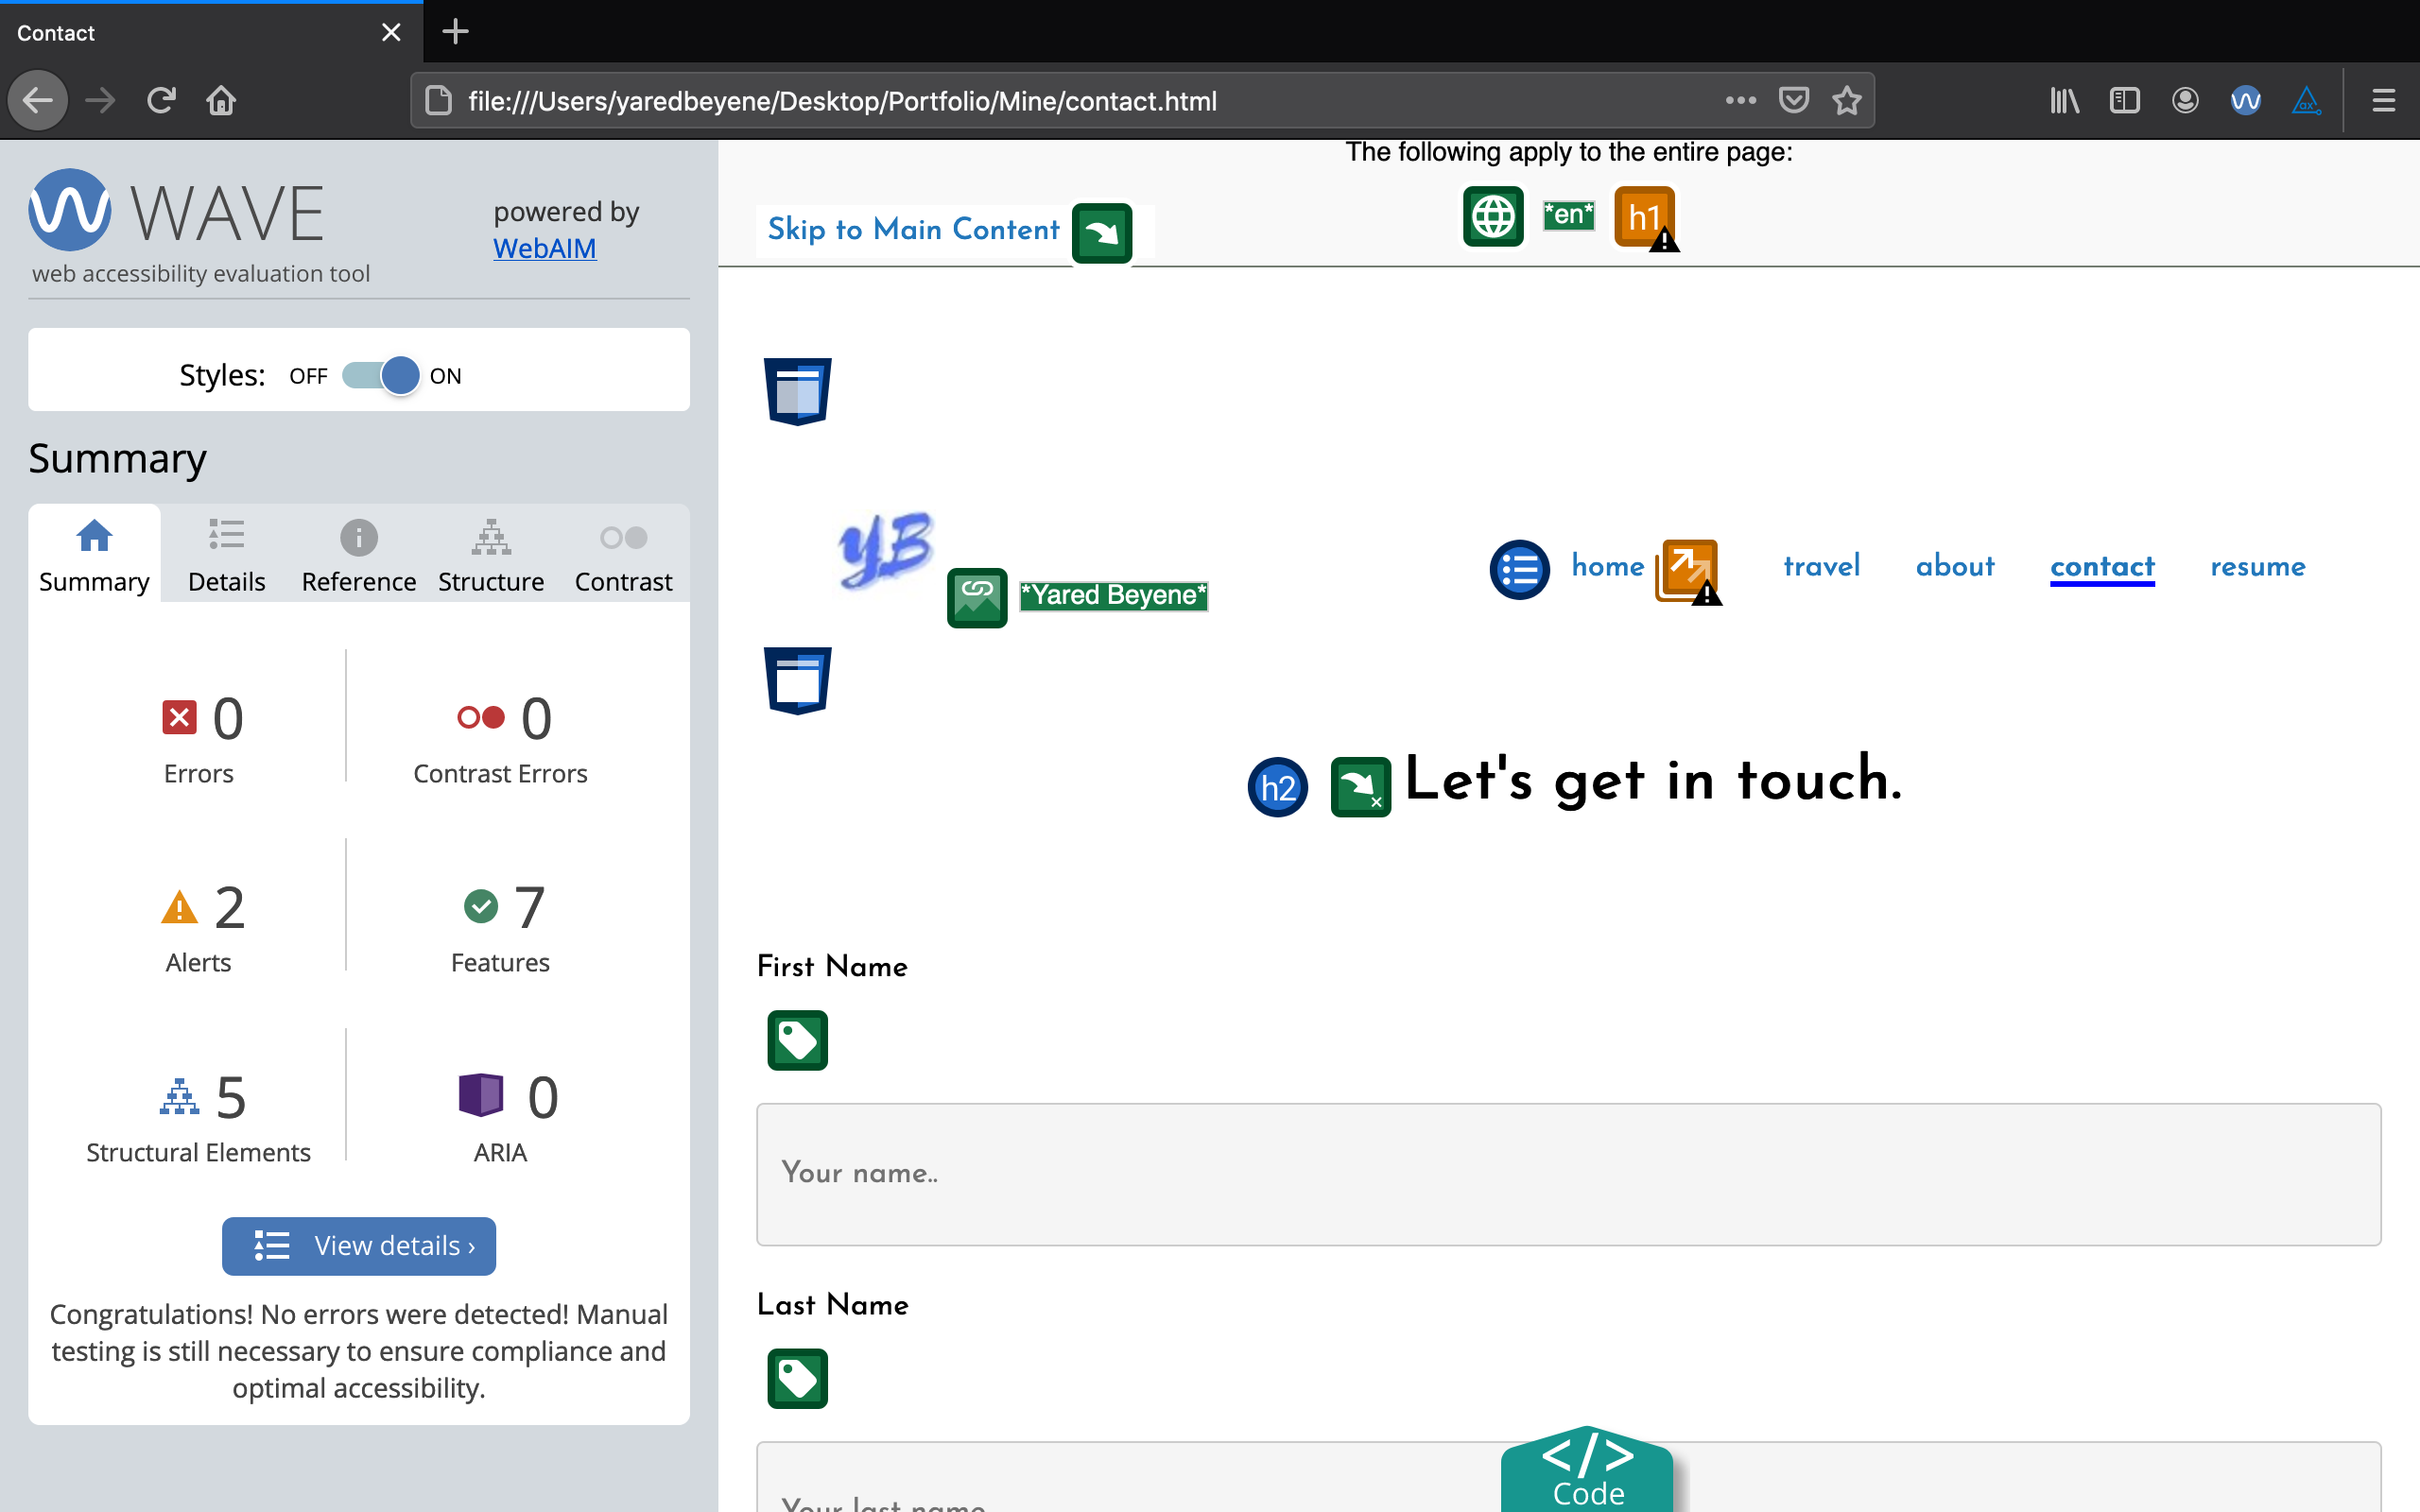 Contact
file:///Users/yaredbeyene/Desktop/Portfolio/Mine/contact.html
WAVE
powered by
WebAIM
web accessibility evaluation tool
Styles: OFF ON
Summary
Summary Details Reference Structure Contrast
0 0
Errors Contrast Errors
2 7
Alerts Features
5 0
Structural Elements ARIA
View details ›
Congratulations! No errors were detected! Manual
testing is still necessary to ensure compliance and
optimal accessibility.
The following apply to the entire page:
Skip to Main Content *en* h1
YB *Yared Beyene* home travel about contact resume
h2 Let's get in touch.
First Name
Your name..
Last Name
Your last name
</> 
Code